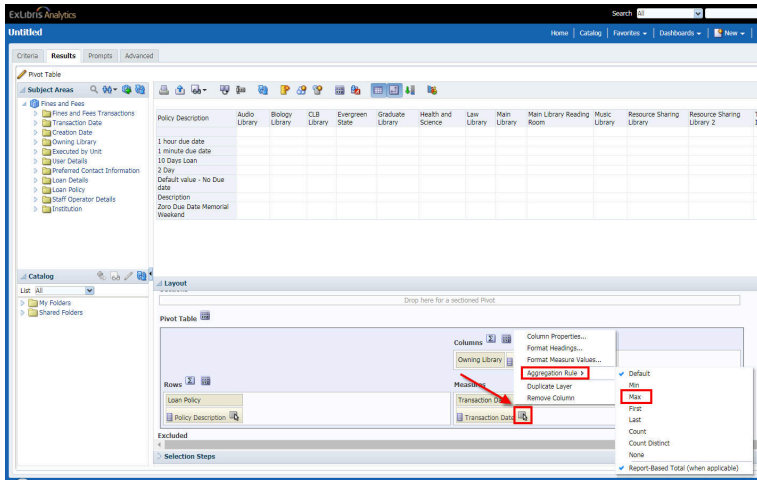 ExLibris Analytics
Search All
Untitled
Home Catalog Favorites Dashboards New
Criteria Results Prompts Advanced
Pivot Table
Subject Areas
Fines and Fees
Fines and Fees Transactions
Transaction Date
Creation Date
Owning Library
Executed by Unit
User Details
Preferred Contact Information
Loan Details
Loan Policy
Staff Operator Details
Institution
Policy Description
Audio Library
Biology Library
CLB Library
Evergreen State
Graduate Library
Health and Science
Law Library
Main Library
Main Library Reading Room
Music Library
Resource Sharing Library
Resource Sharing Library 2
1 hour due date
1 minute due date
10 Days Loan
2 Day
Default value - No Due date
Description
Zoro Due Date Memorial Weekend
Catalog
List All
My Folders
Shared Folders
Layout
Drop here for a sectioned Pivot
Pivot Table
Columns
Owning Library
Rows
Loan Policy
Policy Description
Measures
Transaction Date
Excluded
Selection Steps
Column Properties...
Format Headings...
Format Measure Values...
Aggregation Rule
Duplicate Layer
Remove Column
Default
Min
Max
First
Last
Count
Count Distinct
None
Report-Based Total (when applicable)